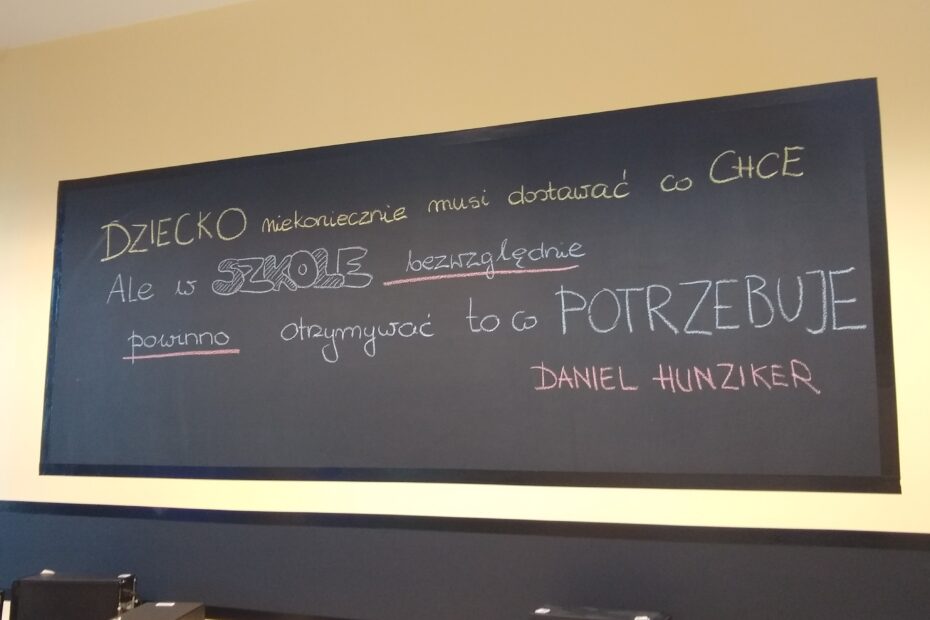 DZIECKO niekoniecznie musi dostawać co CHCE
Ale w SZKOLE bezwzględnie
powinno otrzymywać to co POTRZEBUJE
DANIEL HUNZIKER